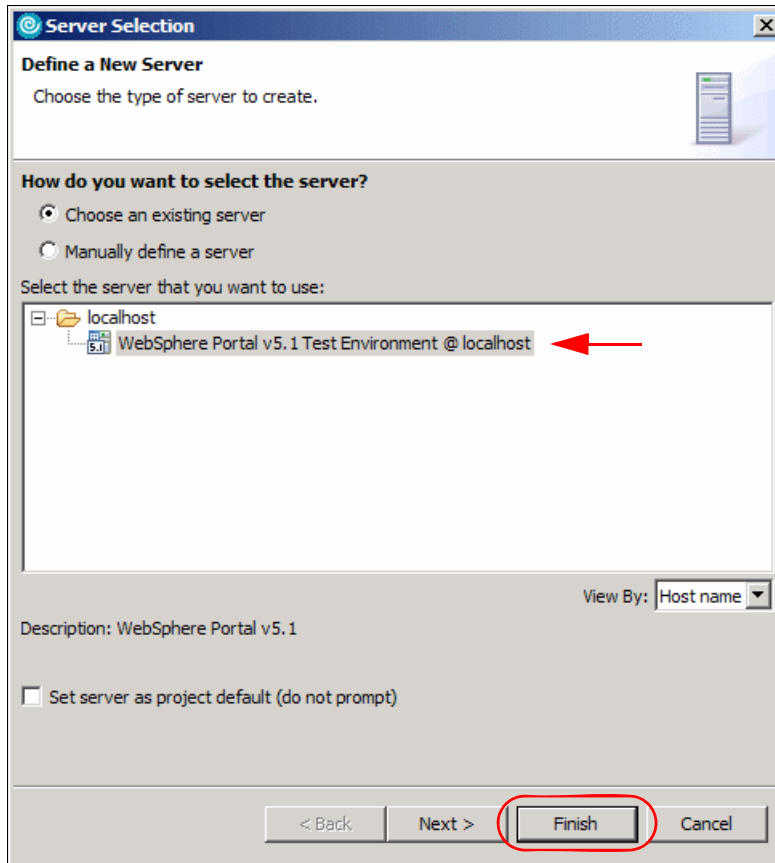 Server Selection
Define a New Server
Choose the type of server to create.
How do you want to select the server?
Choose an existing server
Manually define a server
Select the server that you want to use:
localhost
5.1 WebSphere Portal v5.1 Test Environment @ localhost
View By: Host name
Description: WebSphere Portal v5.1
Set server as project default (do not prompt)
< Back Next > Finish Cancel